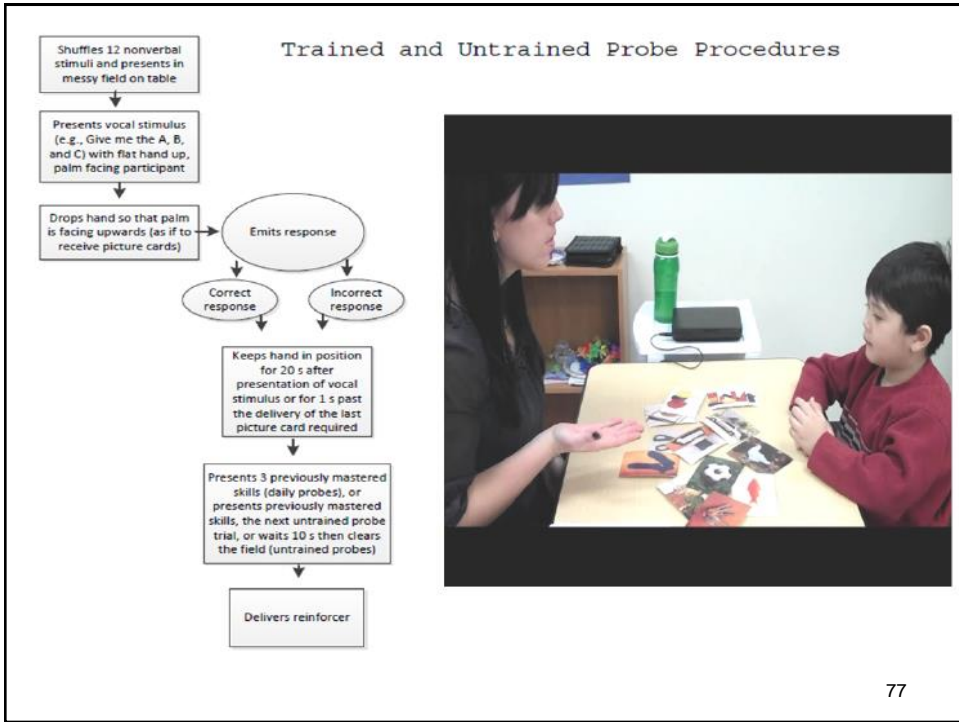 Trained and Untrained Probe Procedures
Shuffles 12 nonverbal
stimuli and presents in
messy field on table
Presents vocal stimulus
(e.g., Give me the A, B,
and C) with flat hand up,
palm facing participant
Drops hand so that palm
is facing upwards (as if to
receive picture cards)
Emits response
Correct
response
Incorrect
response
Keeps hand in position
for 20 s after
presentation of vocal
stimulus or for 1 s past
the delivery of the last
picture card required
Presents 3 previously mastered
skills (daily probes), or
presents previously mastered
skills, the next untrained probe
trial, or waits 10 s then clears
the field (untrained probes)
Delivers reinforcer
77